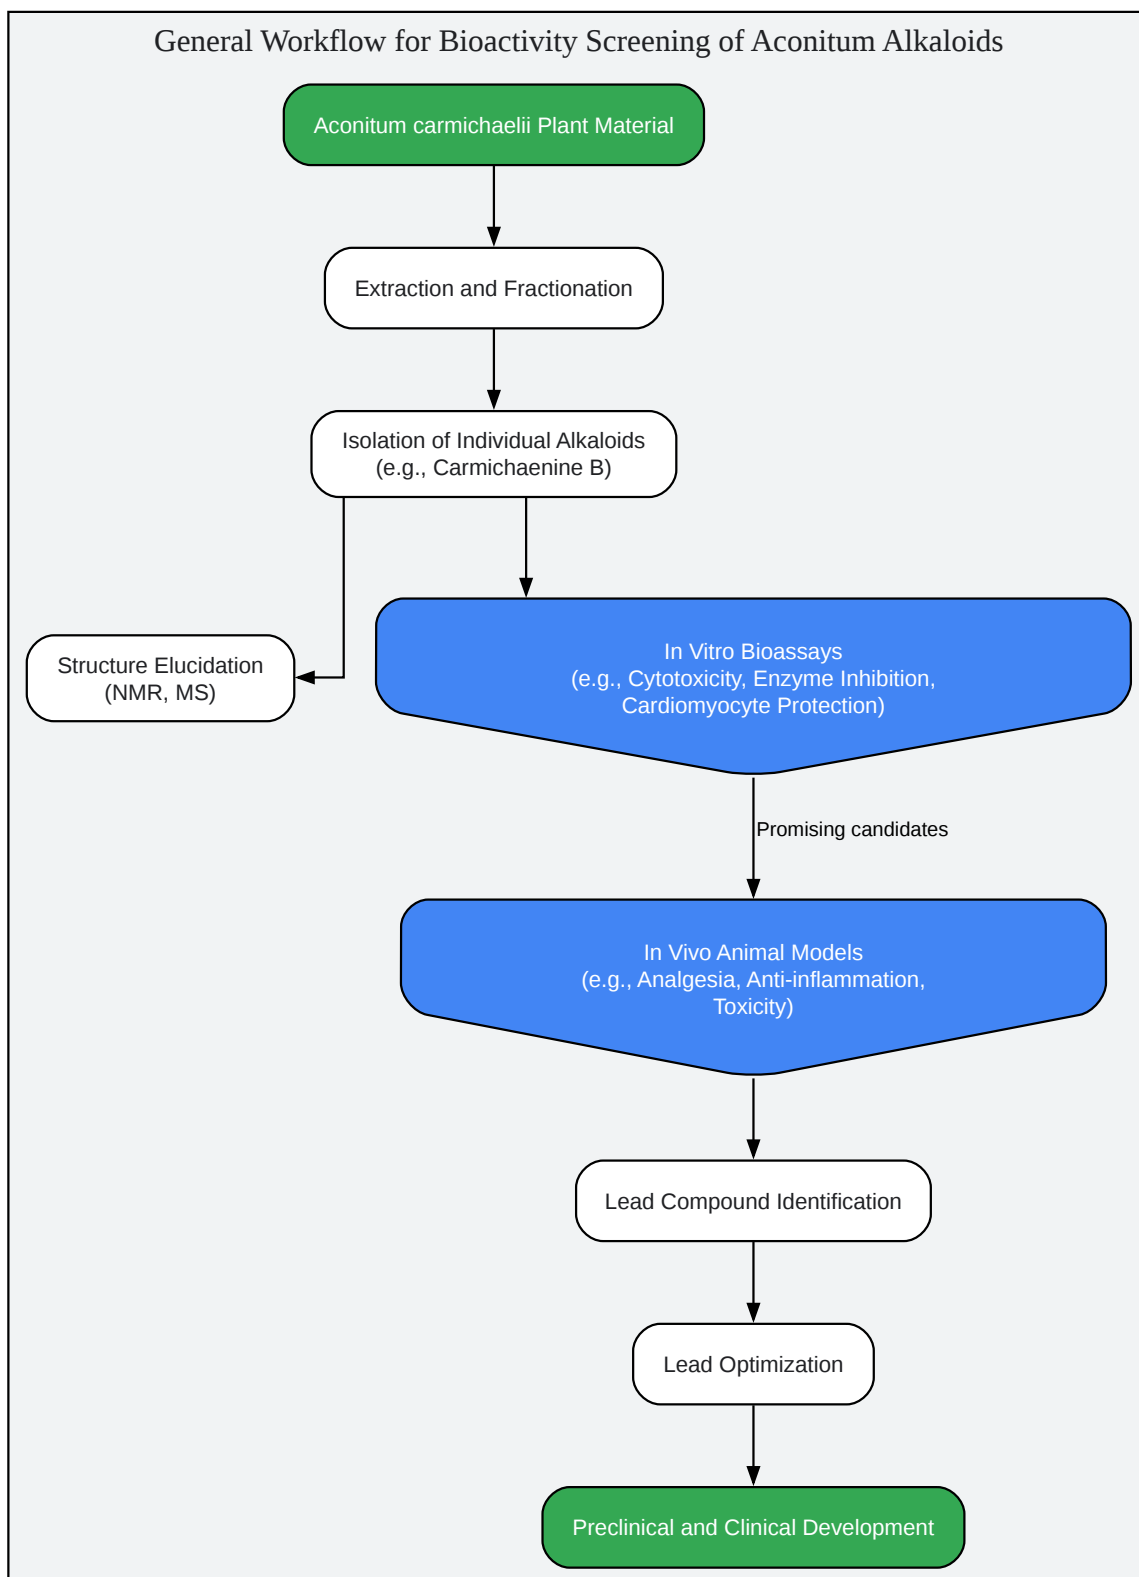 General Workflow for Bioactivity Screening of Aconitum Alkaloids
Aconitum carmichaelii Plant Material
Extraction and Fractionation
Isolation of Individual Alkaloids
(e.g., Carmichaenine B)
Structure Elucidation
(NMR, MS)
In Vitro Bioassays
(e.g., Cytotoxicity, Enzyme Inhibition,
Cardiomyocyte Protection)
Promising candidates
In Vivo Animal Models
(e.g., Analgesia, Anti-inflammation,
Toxicity)
Lead Compound Identification
Lead Optimization
Preclinical and Clinical Development